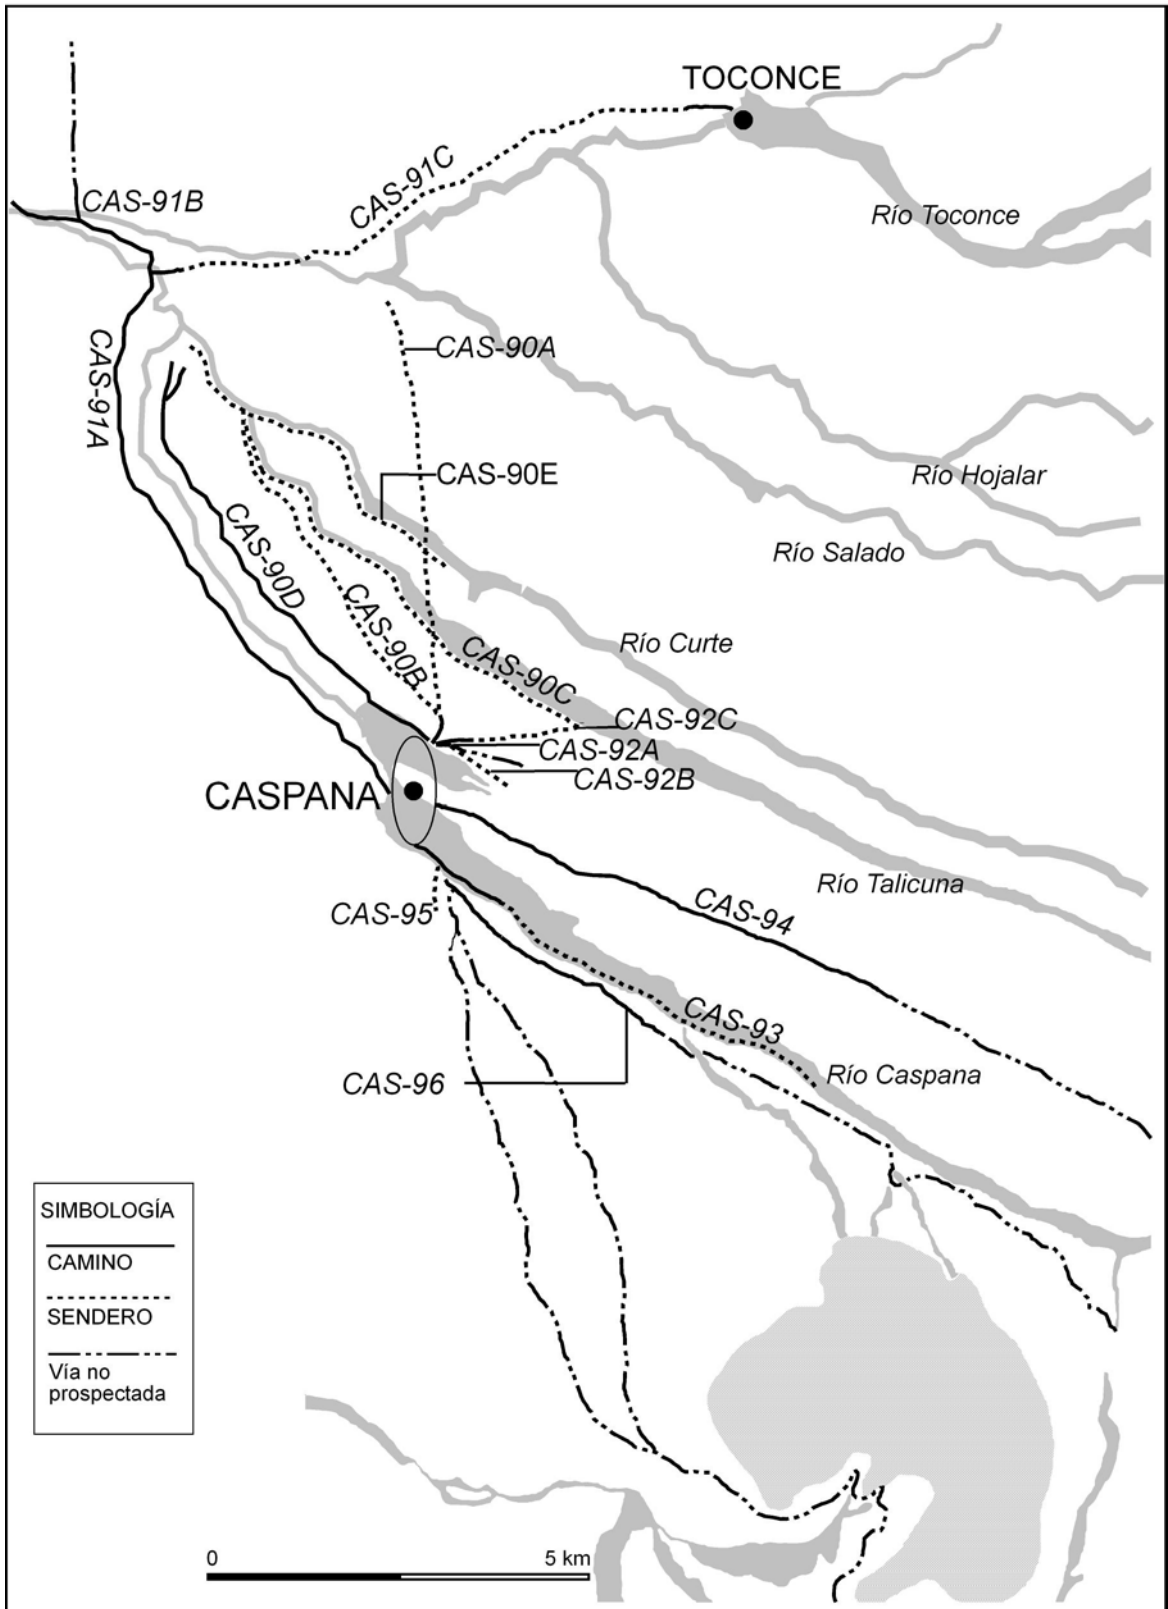 TOCONCE
CAS-91B
CAS-91C
Río Toconce
CAS-90A
CAS-91A
CAS-90E
Río Hojalar
CAS-90D
Río Salado
CAS-90B
Río Curte
CAS-90C
CAS-92C
CAS-92A
CAS-92B
CASPANA
Río Talicuna
CAS-94
CAS-95
CAS-93
Río Caspana
CAS-96
SIMBOLOGÍA
CAMINO
SENDERO
Vía no
prospectada
0 5 km